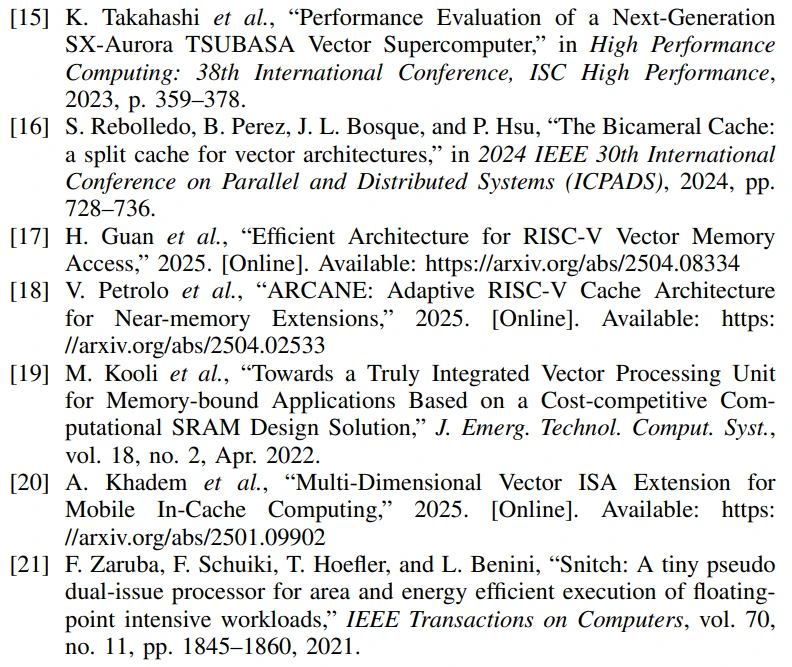 [15] K. Takahashi et al., “Performance Evaluation of a Next-Generation
SX-Aurora TSUBASA Vector Supercomputer,” in High Performance
Computing: 38th International Conference, ISC High Performance,
2023, p. 359–378.
[16] S. Rebolledo, B. Perez, J. L. Bosque, and P. Hsu, “The Bicameral Cache:
a split cache for vector architectures,” in 2024 IEEE 30th International
Conference on Parallel and Distributed Systems (ICPADS), 2024, pp.
728–736.
[17] H. Guan et al., “Efficient Architecture for RISC-V Vector Memory
Access,” 2025. [Online]. Available: https://arxiv.org/abs/2504.08334
[18] V. Petrolo et al., “ARCANE: Adaptive RISC-V Cache Architecture
for Near-memory Extensions,” 2025. [Online]. Available: https:
//arxiv.org/abs/2504.02533
[19] M. Kooli et al., “Towards a Truly Integrated Vector Processing Unit
for Memory-bound Applications Based on a Cost-competitive Com-
putational SRAM Design Solution,” J. Emerg. Technol. Comput. Syst.,
vol. 18, no. 2, Apr. 2022.
[20] A. Khadem et al., “Multi-Dimensional Vector ISA Extension for
Mobile In-Cache Computing,” 2025. [Online]. Available: https:
//arxiv.org/abs/2501.09902
[21] F. Zaruba, F. Schuiki, T. Hoefler, and L. Benini, “Snitch: A tiny pseudo
dual-issue processor for area and energy efficient execution of floating-
point intensive workloads,” IEEE Transactions on Computers, vol. 70,
no. 11, pp. 1845–1860, 2021.